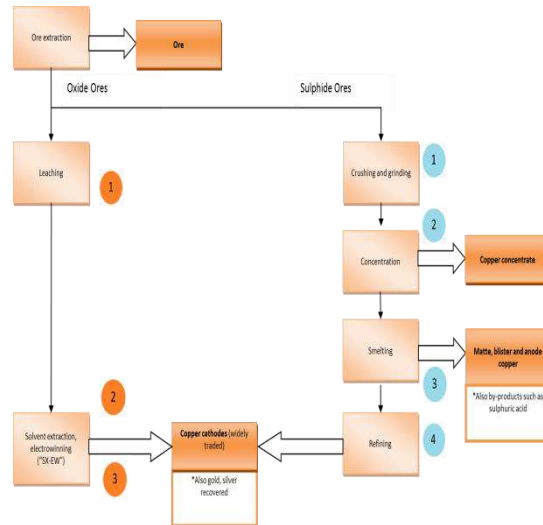 Ore extraction
Ore
Oxide Ores
Sulphide Ores
Leaching
1
Crushing and grinding
1
2
Concentration
Copper concentrate
Smelting
Matte, blister and anode
copper
3
*Also by-products such as
sulphuric acid
2
Solvent extraction,
electrowinning
("SX-EW")
3
Copper cathodes (widely
traded)
*Also gold, silver
recovered
Refining
4